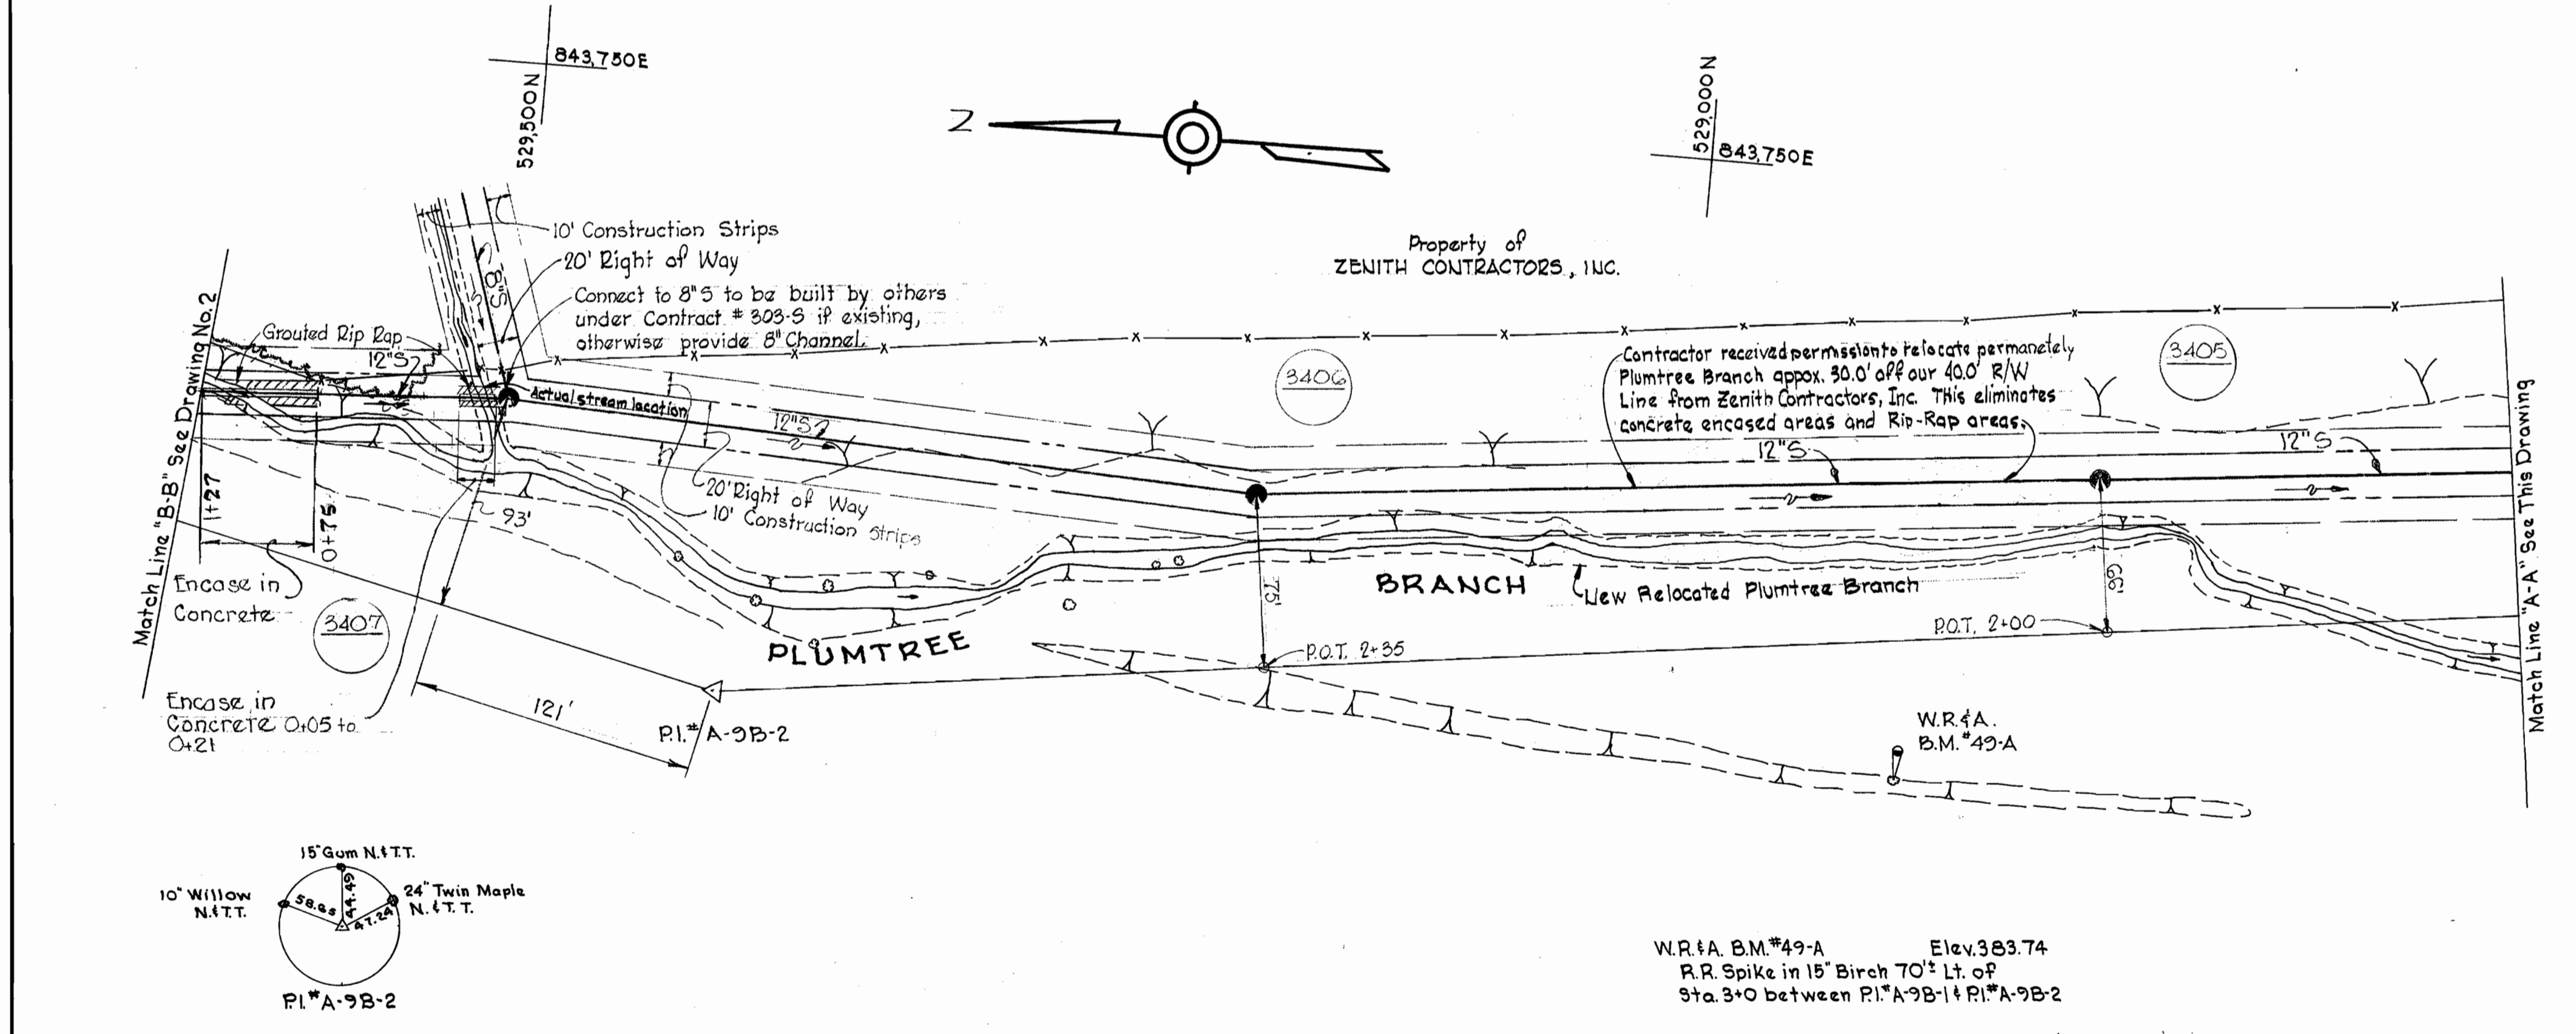 843,750E
529,500N
N
529,000N
843,750E
10' Construction Strips
20' Right of Way
Connect to 8"S to be built by others
under Contract # 303-S if existing,
otherwise provide 8" Channel.
Property of
ZENITH CONTRACTORS., INC.
Match Line "B-B" See Drawing No. 2
Grouted Rip Rap
12"S
8"S
Actual stream location
12"S
3406
Contractor received permission to relocate permanetely
Plumtree Branch appox. 30.0' off our 40.0' R/W
Line from Zenith Contractors, Inc. THis eliminates
concrete encased areas and Rip-Rap areas.
3405
12"S
12"S
Match Line "A-A" See This Drawing
1+27
0+75
93'
20' Right of Way
10' Construction Strips
Encase in
Concrete
3407
Encase in
Concrete 0+05 to
0+21
121'
P.I.# A-9B-2
PLUMTREE
BRANCH
New Relocated Plumtree Branch
75'
66'
P.O.T. 2+35
P.O.T. 2+00
W.R.&A.
B.M.#49-A
15" Gum N.&T.T.
10" Willow
N.&T.T.
24" Twin Maple
N.&T.T.
58.65
44.49
47.24
P.I.#A-9B-2
W.R.&A. B.M.#49-A Elev.383.74
R.R. Spike in 15" Birch 70'± Lt. of
Sta. 3+0 between P.I.#A-9B-1 & P.I.#A-9B-2